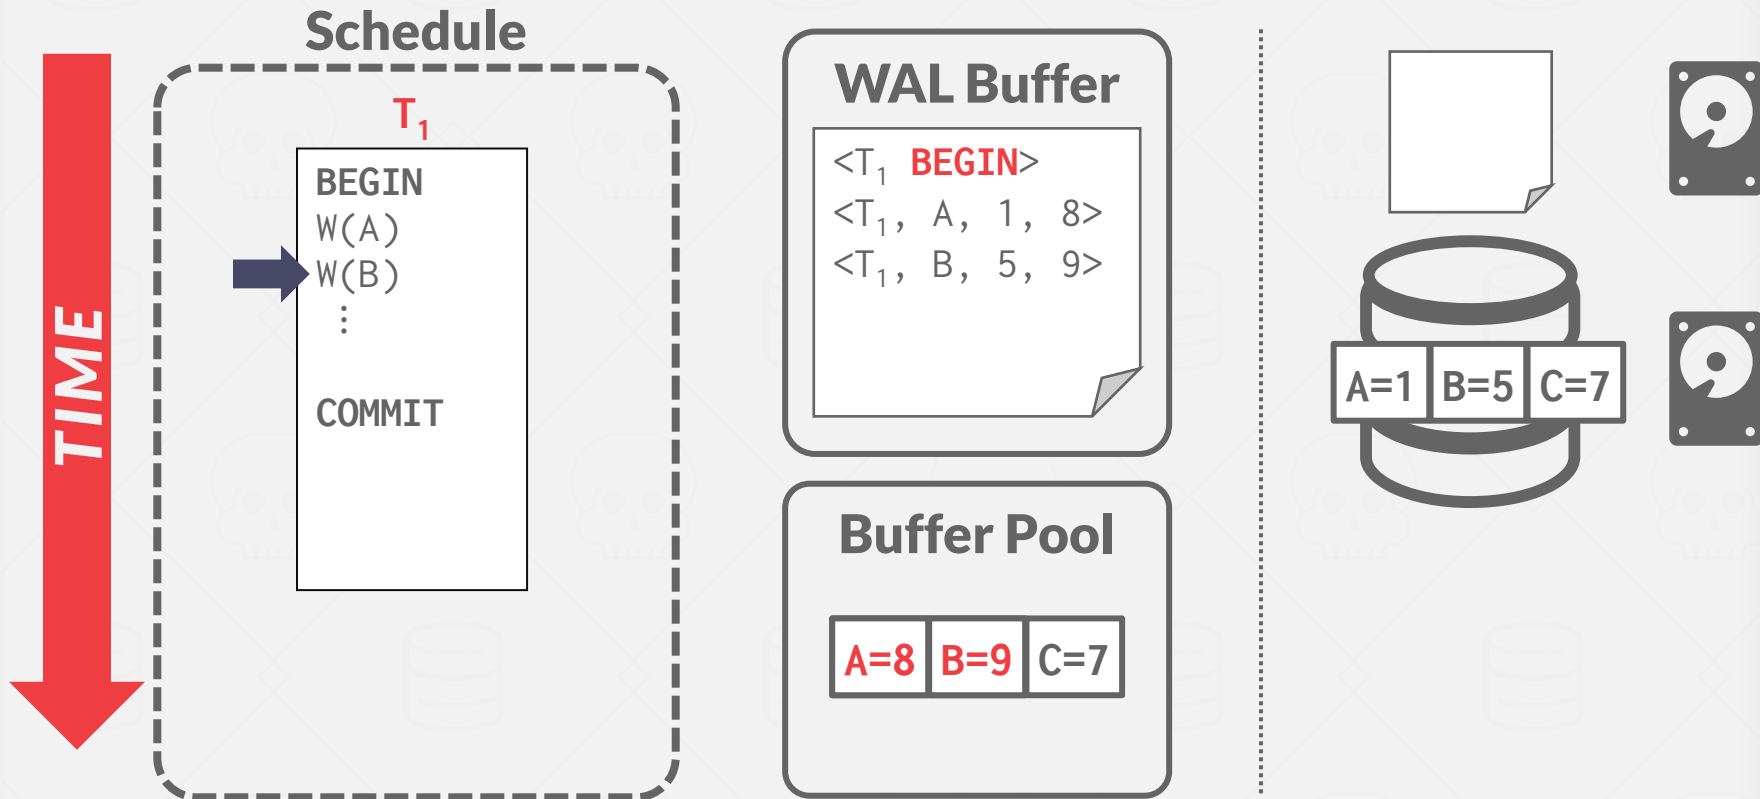 Schedule
TIME
T₁
BEGIN
W(A)
W(B)
⋮
COMMIT
WAL Buffer
<T₁ BEGIN>
<T₁, A, 1, 8>
<T₁, B, 5, 9>
Buffer Pool
A=8 B=9 C=7
A=1 B=5 C=7